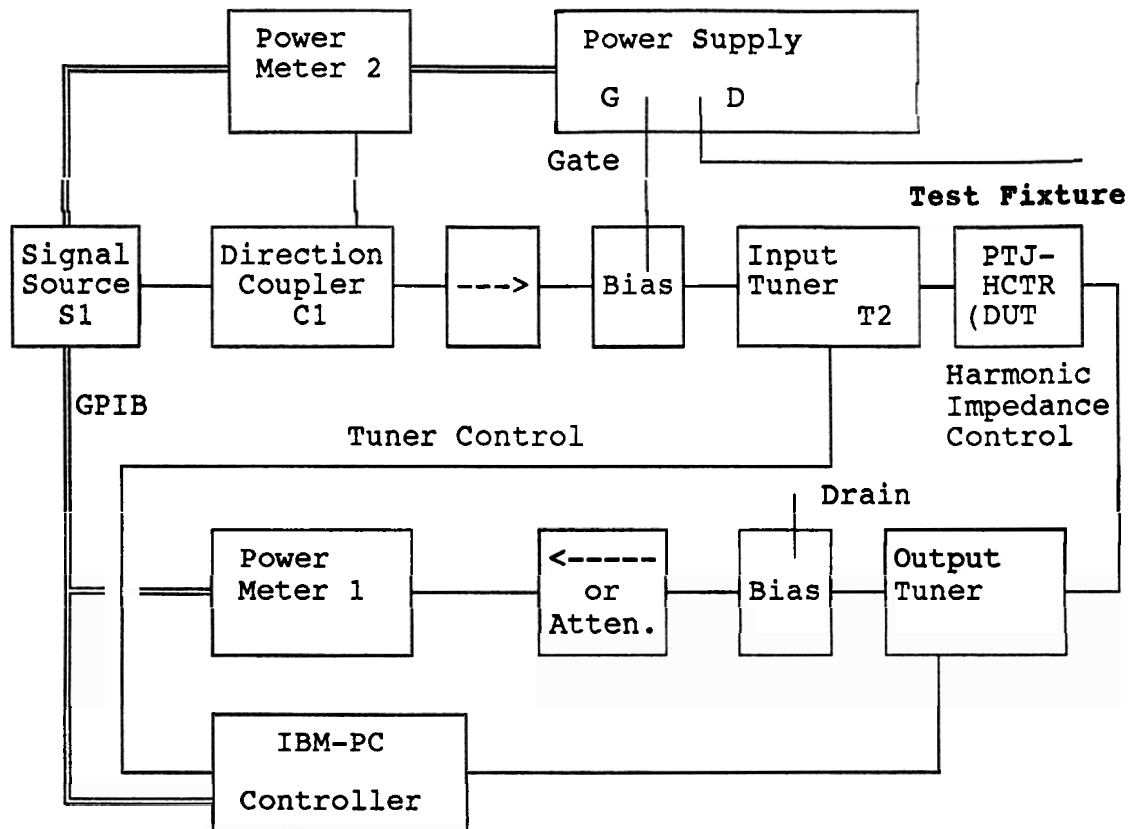 Power
Meter 2
Power Supply
G D
Gate
Test Fixture
Signal
Source
S1
Direction
Coupler
C1
--->
Bias
Input
Tuner
T2
PTJ-
HCTR
(DUT
Harmonic
Impedance
Control
GPIB
Tuner Control
Drain
Power
Meter 1
<-----
or
Atten.
Bias
Output
Tuner
IBM-PC
Controller